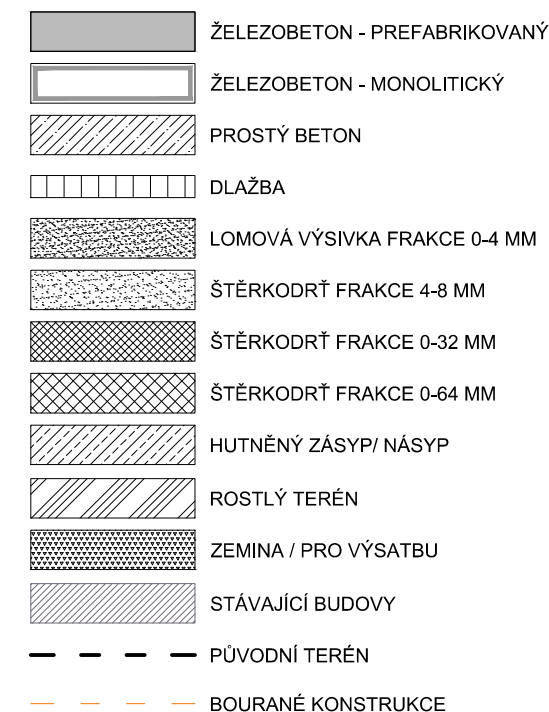 ŽELEZOBETON - PREFABRIKOVANÝ
ŽELEZOBETON - MONOLITICKÝ
PROSTÝ BETON
DLAŽBA
LOMOVÁ VÝSIVKA FRAKCE 0-4 MM
ŠTĚRKODRŤ FRAKCE 4-8 MM
ŠTĚRKODRŤ FRAKCE 0-32 MM
ŠTĚRKODRŤ FRAKCE 0-64 MM
HUTNĚNÝ ZÁSYP/ NÁSYP
ROSTLÝ TERÉN
ZEMINA / PRO VÝSATBU
STÁVAJÍCÍ BUDOVY
PŮVODNÍ TERÉN
BOURANÉ KONSTRUKCE